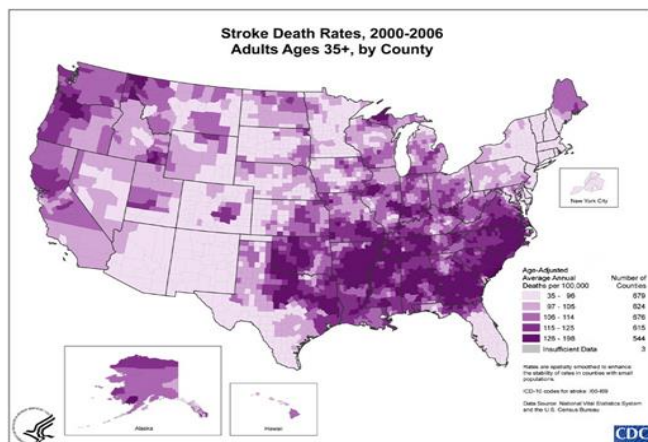 Stroke Death Rates, 2000-2006
Adults Ages 35+, by County
New York City
Age-Adjusted
Average Annual
Deaths per 100,000
Number of
Counties
35 - 96 679
97 - 105 624
106 - 114 676
115 - 125 615
126 - 198 544
Insufficient Data 3
Rates are spatially smoothed to enhance
the stability of rates in counties with small
populations.
ICD-10 codes for stroke: I60-I69
Data Source: National Vital Statistics System
and the U.S. Census Bureau
Alaska
Hawaii
CDC